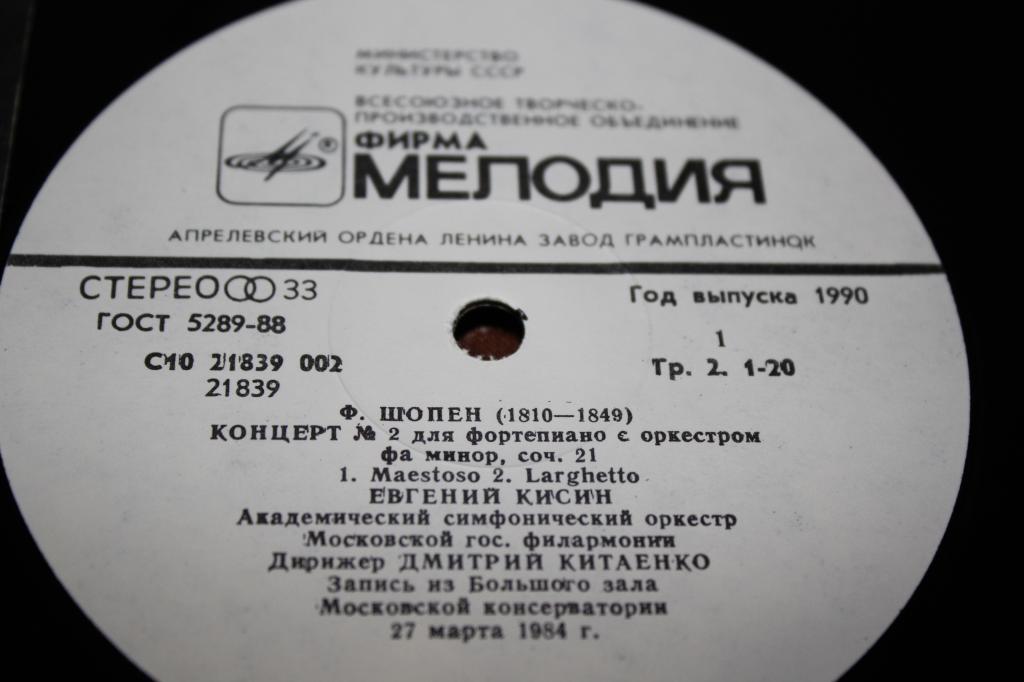 МИНИСТЕРСТВО
КУЛЬТУРЫ СССР
ВСЕСОЮЗНОЕ ТВОРЧЕСКО-
ПРОИЗВОДСТВЕННОЕ ОБЪЕДИНЕНИЕ
ФИРМА
®
МЕЛОДИЯ
АПРЕЛЕВСКИЙ ОРДЕНА ЛЕНИНА ЗАВОД ГРАМПЛАСТИНОК
СТЕРЕО 33
Год выпуска 1990
ГОСТ 5289-88
1
С10 21839 002
Тр. 2. 1-20
21839
Ф. ШОПЕН (1810—1849)
КОНЦЕРТ № 2 для фортепиано с оркестром
фа минор, соч. 21
1. Maestoso 2. Larghetto
ЕВГЕНИЙ КИСИН
Академический симфонический оркестр
Московской гос. филармонии
Дирижер ДМИТРИЙ КИТАЕНКО
Запись из Большого зала
Московской консерватории
27 марта 1984 г.